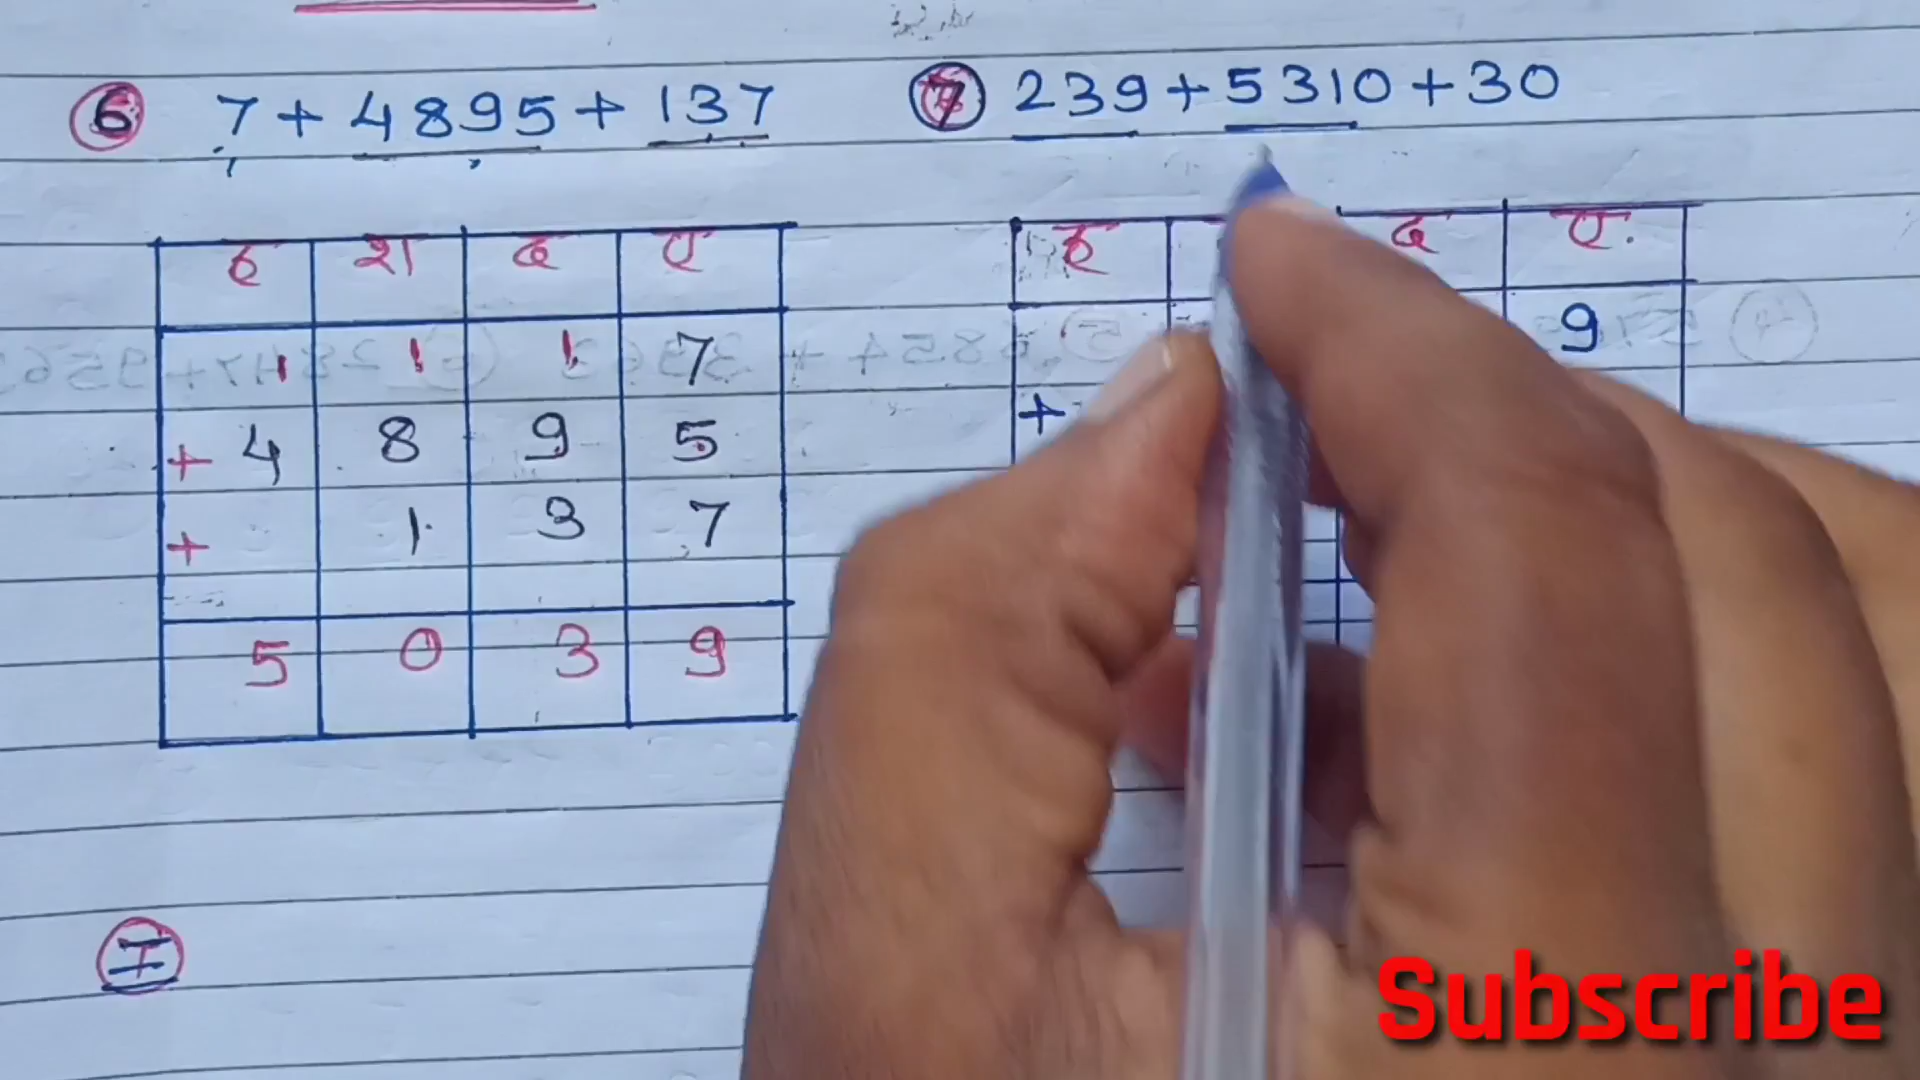 6 7 + 4895 + 137
7 239 + 5310 + 30
ह श द ए
1 1 1 7
+ 4 8 9 5
+ 1 3 7
5 0 3 9
ह द ए.
9
+
I
Subscribe